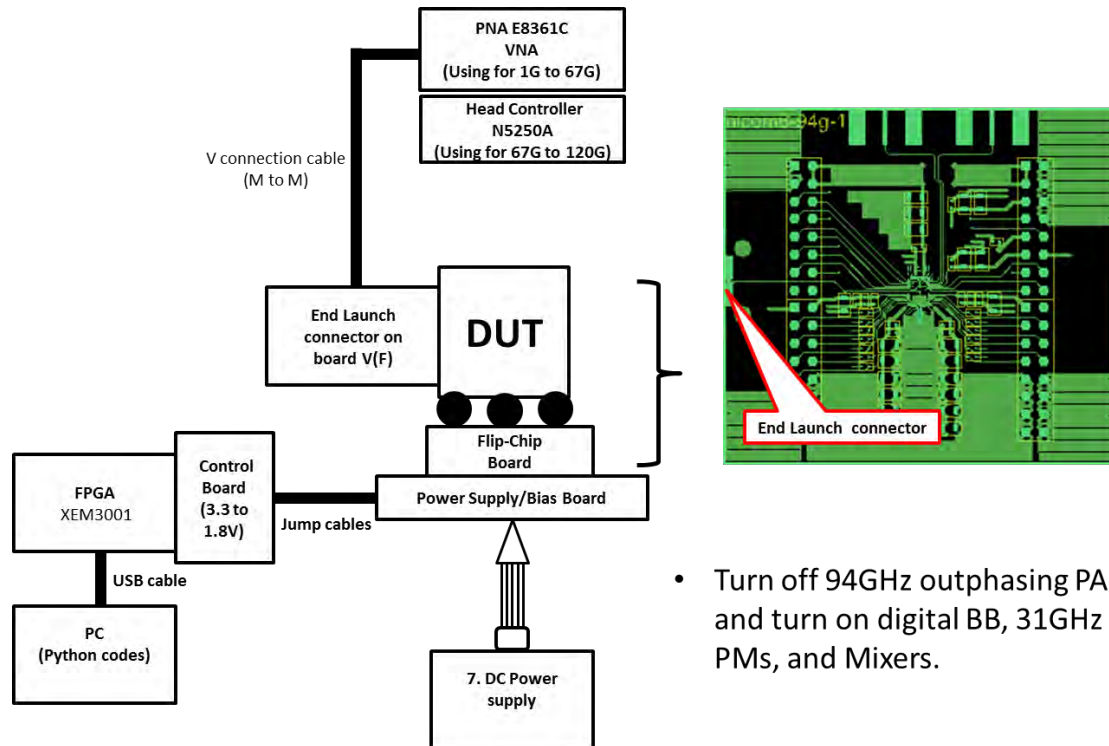 PNA E8361C
VNA
(Using for 1G to 67G)
Head Controller
N5250A
(Using for 67G to 120G)
V connection cable
(M to M)
End Launch
connector on
board V(F)
DUT
Flip-Chip
Board
Power Supply/Bias Board
Control
Board
(3.3 to
1.8V)
FPGA
XEM3001
Jump cables
USB cable
PC
(Python codes)
7. DC Power
supply
End Launch connector
• Turn off 94GHz outphasing PA
and turn on digital BB, 31GHz
PMs, and Mixers.